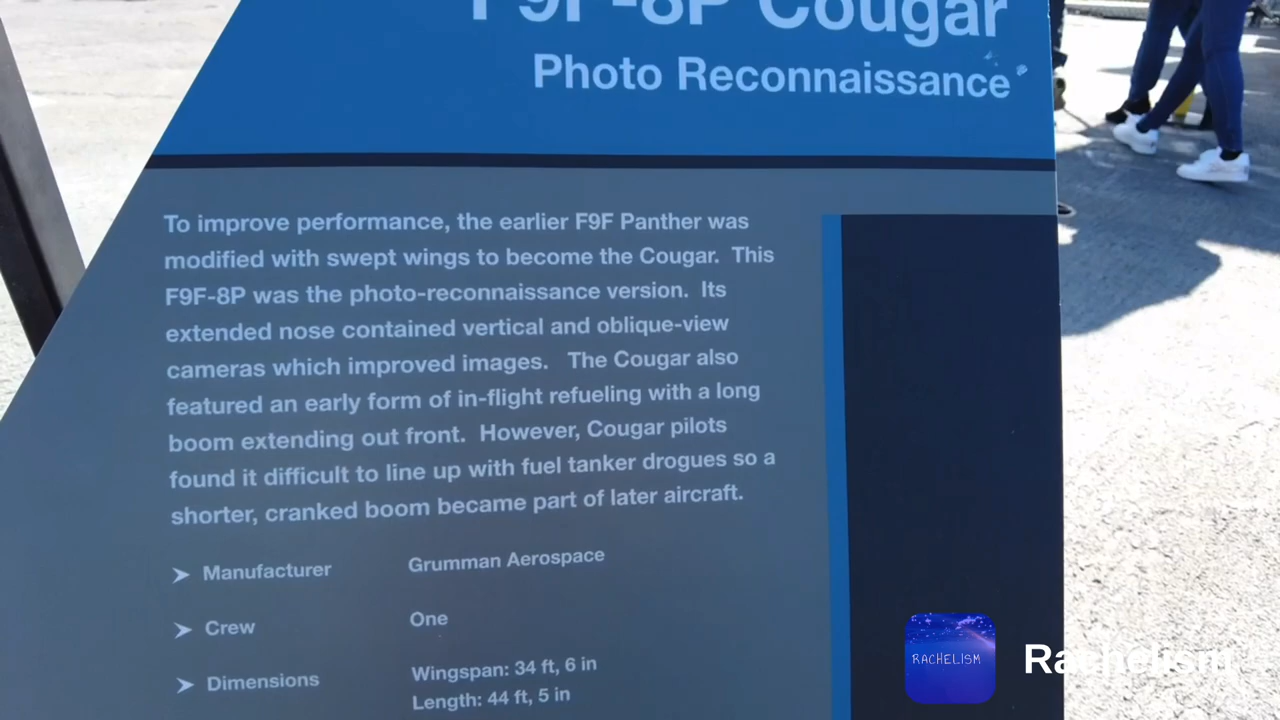 F9F-8P Cougar
Photo Reconnaissance
To improve performance, the earlier F9F Panther was
modified with swept wings to become the Cougar. This
F9F-8P was the photo-reconnaissance version. Its
extended nose contained vertical and oblique-view
cameras which improved images. The Cougar also
featured an early form of in-flight refueling with a long
boom extending out front. However, Cougar pilots
found it difficult to line up with fuel tanker drogues so a
shorter, cranked boom became part of later aircraft.
Manufacturer Grumman Aerospace
Crew One
Dimensions Wingspan: 34 ft, 6 in
Length: 44 ft, 5 in
RACHELISM
Rachelism